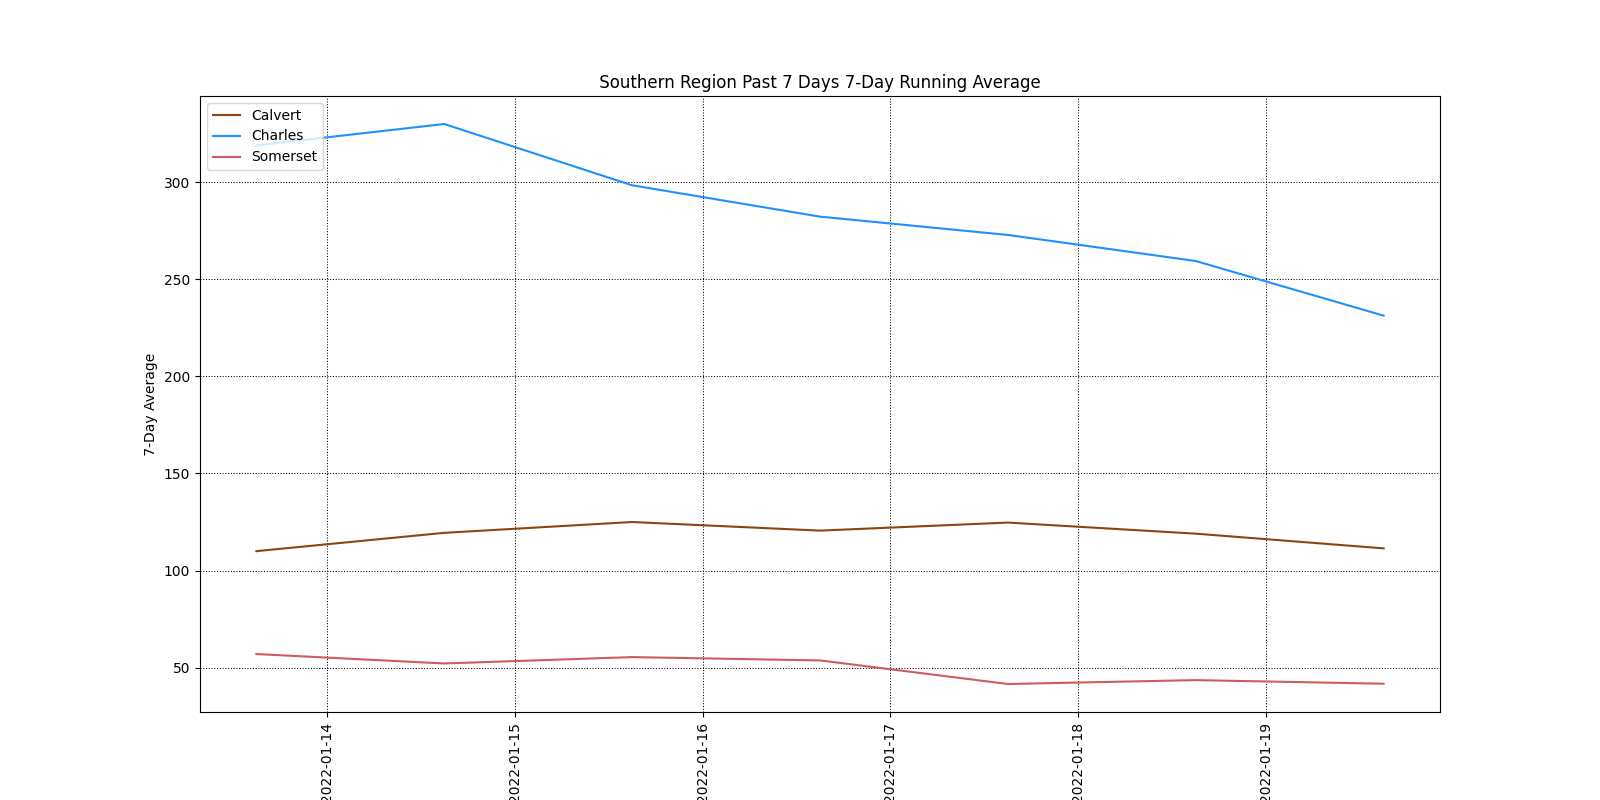 Southern Region Past 7 Days 7-Day Running Average
Calvert
Charles
Somerset
300
250
200
150
100
50
7-Day Average
2022-01-14
2022-01-15
2022-01-16
2022-01-17
2022-01-18
2022-01-19